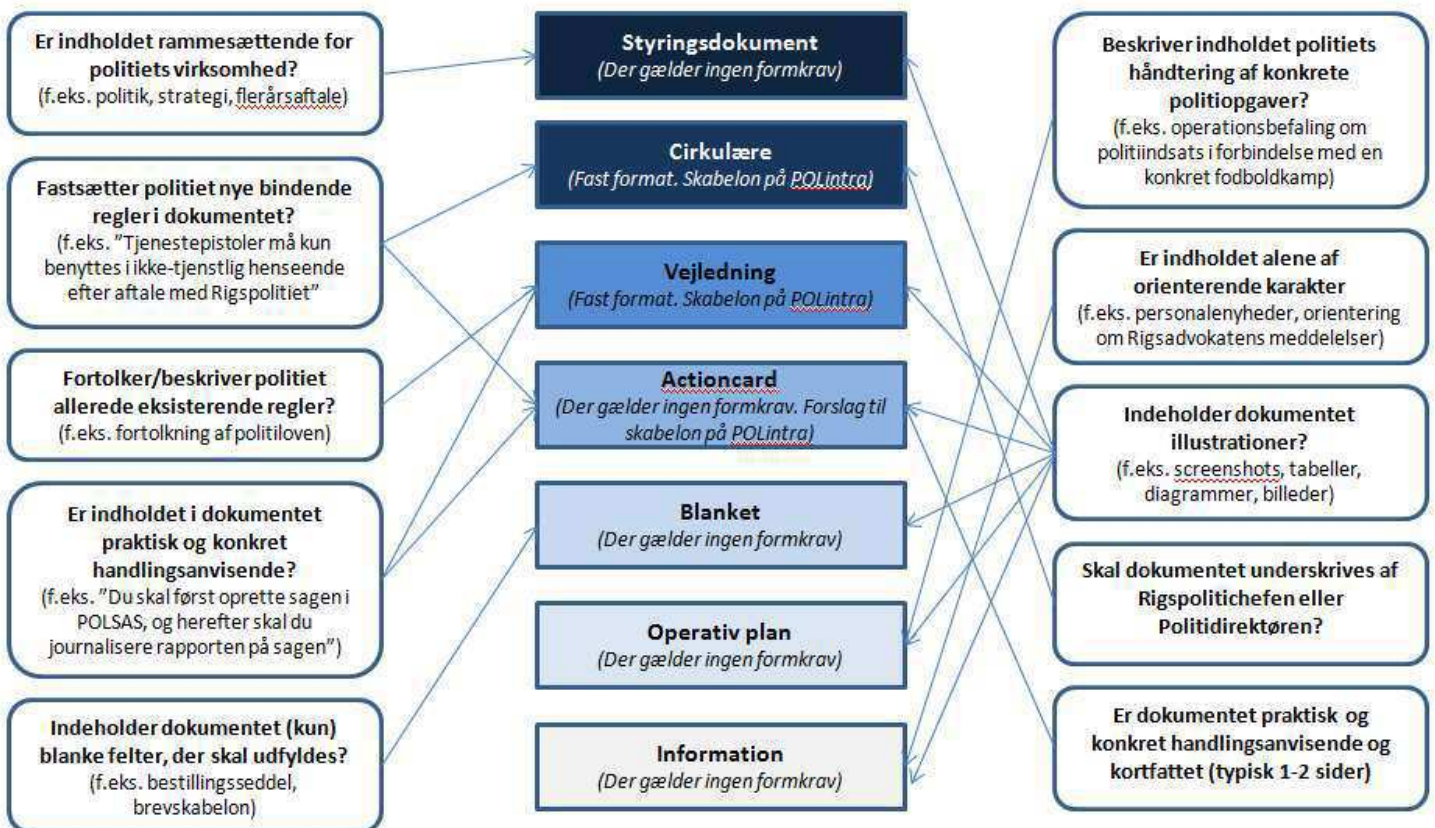 Er indholdet rammesættende for
politiets virksomhed?
(f.eks. politik, strategi, flerårsaftale)
Fastsætter politiet nye bindende
regler i dokumentet?
(f.eks. ”Tjenestepistoler må kun
benyttes i ikke-tjenstlig henseende
efter aftale med Rigspolitiet”
Fortolker/beskriver politiet
allerede eksisterende regler?
(f.eks. fortolkning af politiloven)
Er indholdet i dokumentet
praktisk og konkret
handlingsanvisende?
(f.eks. ”Du skal først oprette sagen i
POLSAS, og herefter skal du
journalisere rapporten på sagen”)
Indeholder dokumentet (kun)
blanke felter, der skal udfyldes?
(f.eks. bestillingsseddel,
brevskabelon)
Styringsdokument
(Der gælder ingen formkrav)
Cirkulære
(Fast format. Skabelon på POLintra)
Vejledning
(Fast format. Skabelon på POLintra)
Actioncard
(Der gælder ingen formkrav. Forslag til
skabelon på POLintra)
Blanket
(Der gælder ingen formkrav)
Operativ plan
(Der gælder ingen formkrav)
Information
(Der gælder ingen formkrav)
Beskriver indholdet politiets
håndtering af konkrete
politiopgaver?
(f.eks. operationsbefaling om
politiindsats i forbindelse med en
konkret fodboldkamp)
Er indholdet alene af
orienterende karakter
(f.eks. personalenyheder, orientering
om Rigsadvokatens meddelelser)
Indeholder dokumentet
illustrationer?
(f.eks. screenshots, tabeller,
diagrammer, billeder)
Skal dokumentet underskrives af
Rigspolitichefen eller
Politidirektøren?
Er dokumentet praktisk og
konkret handlingsanvisende og
kortfattet (typisk 1-2 sider)